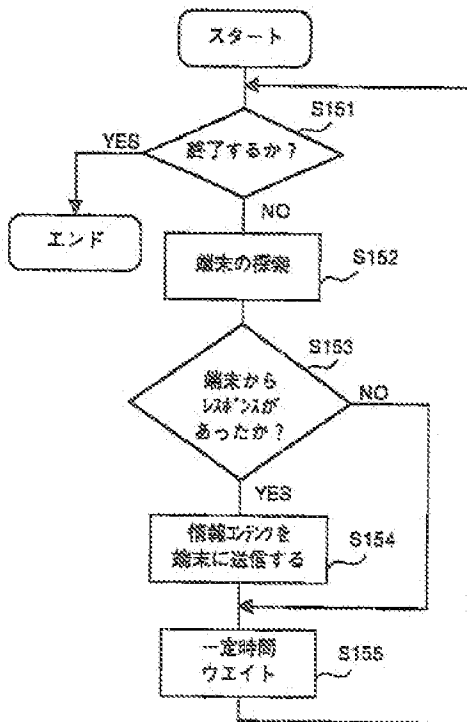 スタート
S151
YES
終了するか?
NO
エンド
端末の探索
S152
S153
端末から
レスポンスが
あったか?
NO
YES
情報コンテンツを
端末に送信する
S154
一定時間
ウエイト
S155